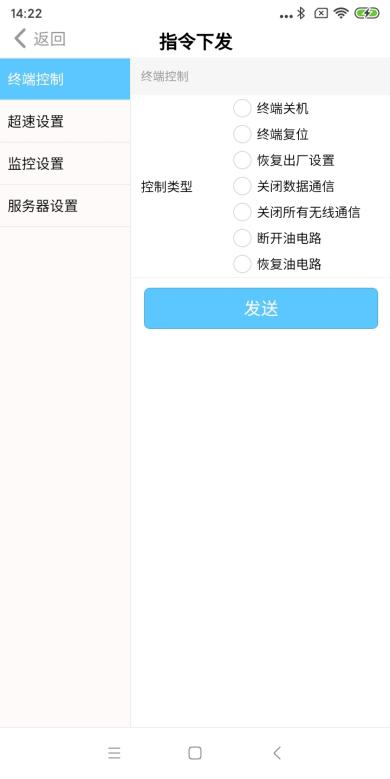 14:22
返回
指令下发
终端控制
超速设置
监控设置
服务器设置
终端控制
控制类型
终端关机
终端复位
恢复出厂设置
关闭数据通信
关闭所有无线通信
断开油电路
恢复油电路
发送